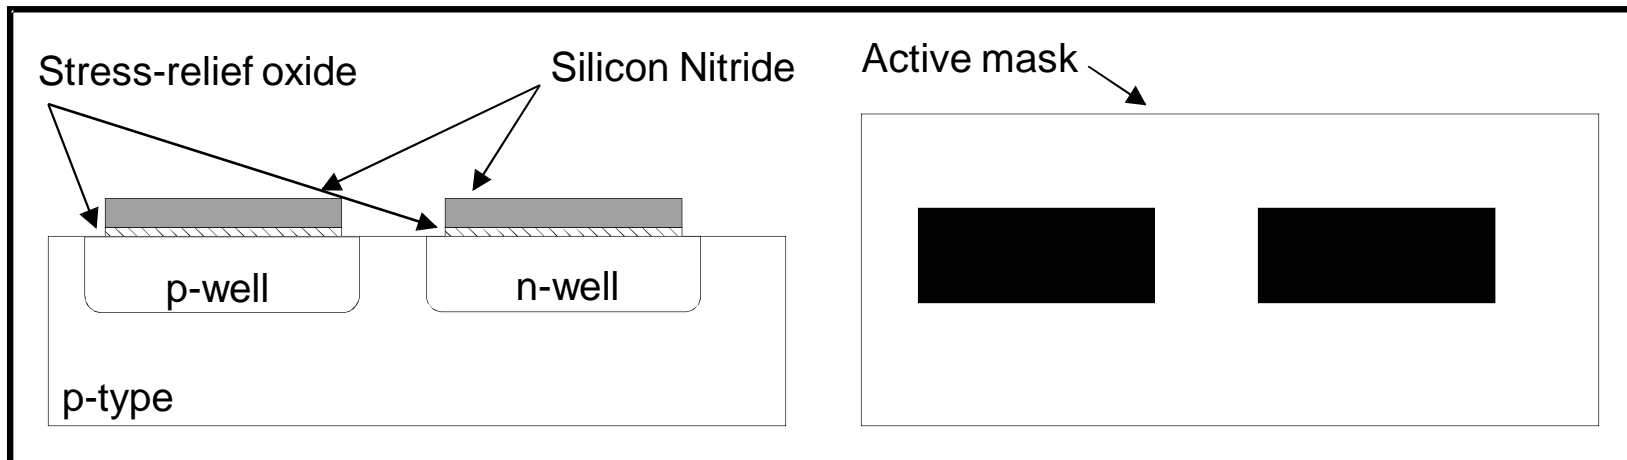 Stress-relief oxide
Silicon Nitride
Active mask
p-well
n-well
p-type